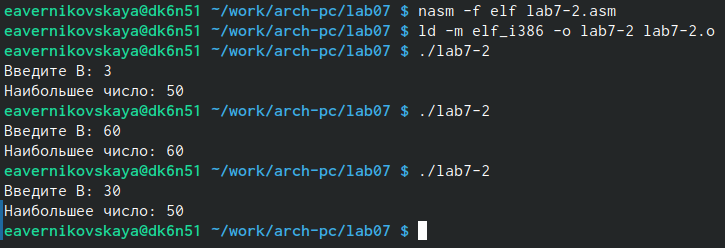 eavernikovskaya@dk6n51 ~/work/arch-pc/lab07 $ nasm -f elf lab7-2.asm
eavernikovskaya@dk6n51 ~/work/arch-pc/lab07 $ ld -m elf_i386 -o lab7-2 lab7-2.o
eavernikovskaya@dk6n51 ~/work/arch-pc/lab07 $ ./lab7-2
Введите B: 3
Наибольшее число: 50
eavernikovskaya@dk6n51 ~/work/arch-pc/lab07 $ ./lab7-2
Введите B: 60
Наибольшее число: 60
eavernikovskaya@dk6n51 ~/work/arch-pc/lab07 $ ./lab7-2
Введите B: 30
Наибольшее число: 50
eavernikovskaya@dk6n51 ~/work/arch-pc/lab07 $